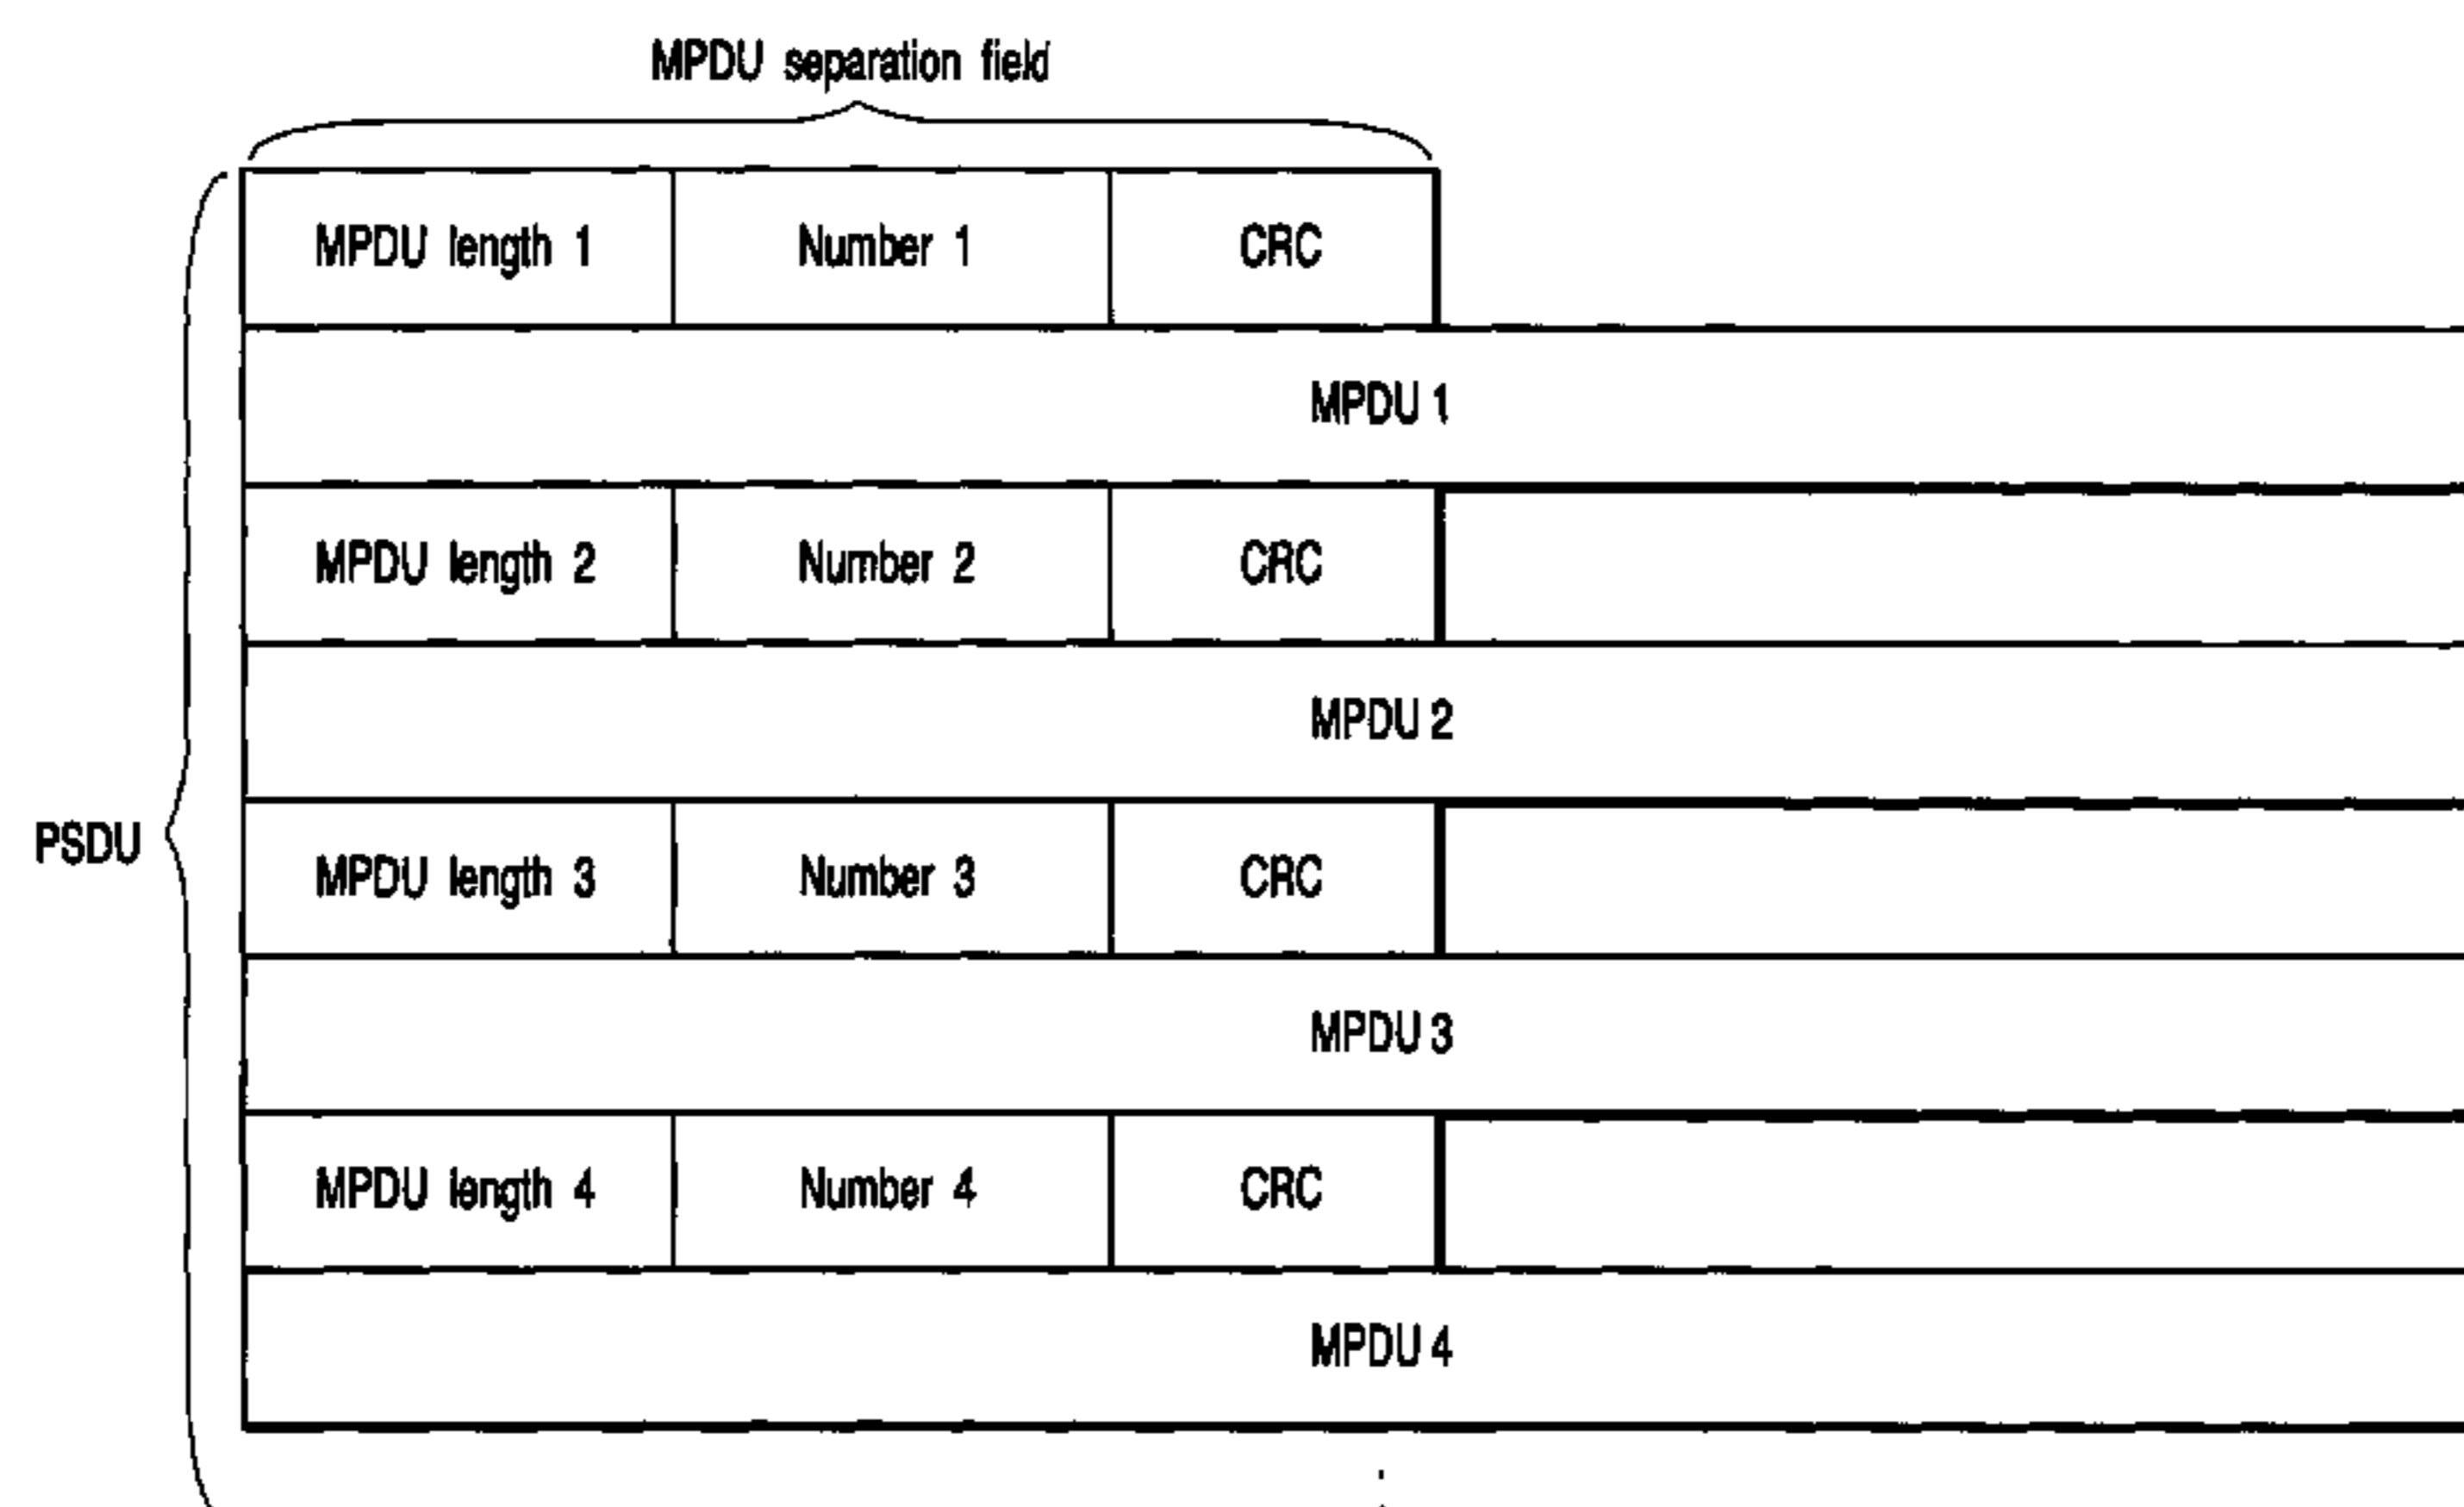 MPDU separation field
MPDU length 1 Number 1 CRC
MPDU 1
MPDU length 2 Number 2 CRC
MPDU 2
PSDU
MPDU length 3 Number 3 CRC
MPDU 3
MPDU length 4 Number 4 CRC
MPDU 4